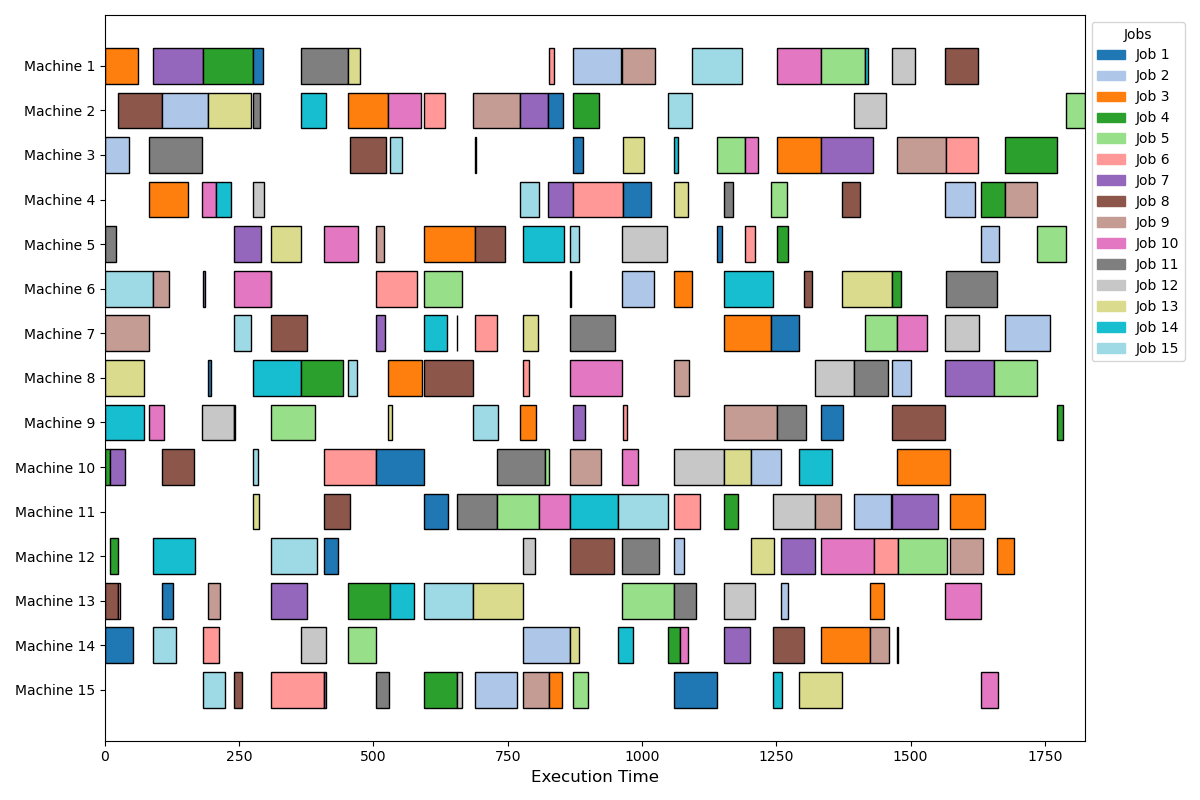 Machine 1
Machine 2
Machine 3
Machine 4
Machine 5
Machine 6
Machine 7
Machine 8
Machine 9
Machine 10
Machine 11
Machine 12
Machine 13
Machine 14
Machine 15
0 250 500 750 1000 1250 1500 1750
Execution Time
Jobs
Job 1
Job 2
Job 3
Job 4
Job 5
Job 6
Job 7
Job 8
Job 9
Job 10
Job 11
Job 12
Job 13
Job 14
Job 15